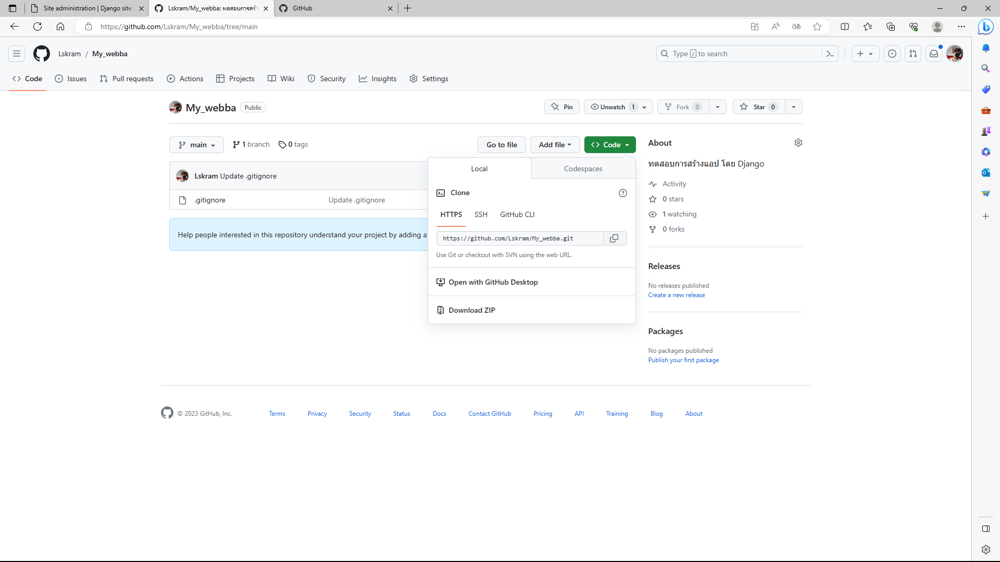 Site administration | Django site
Lskram/My_webba: ทดสอบการสร้า
GitHub
https://github.com/Lskram/My_webba/tree/main
Lskram / My_webba
Type / to search
Code
Issues
Pull requests
Actions
Projects
Wiki
Security
Insights
Settings
My_webba Public
Pin
Unwatch 1
Fork 0
Star 0
main
1 branch
0 tags
Go to file
Add file
Code
About
ทดสอบการสร้างแอป โดย Django
Local
Codespaces
Lskram Update .gitignore
Activity
Clone
.gitignore
Update .gitignore
0 stars
HTTPS
SSH
GitHub CLI
1 watching
0 forks
Help people interested in this repository understand your project by adding a
https://github.com/Lskram/My_webba.git
Use Git or checkout with SVN using the web URL.
Releases
Open with GitHub Desktop
No releases published
Create a new release
Download ZIP
Packages
No packages published
Publish your first package
© 2023 GitHub, Inc.
Terms
Privacy
Security
Status
Docs
Contact GitHub
Pricing
API
Training
Blog
About